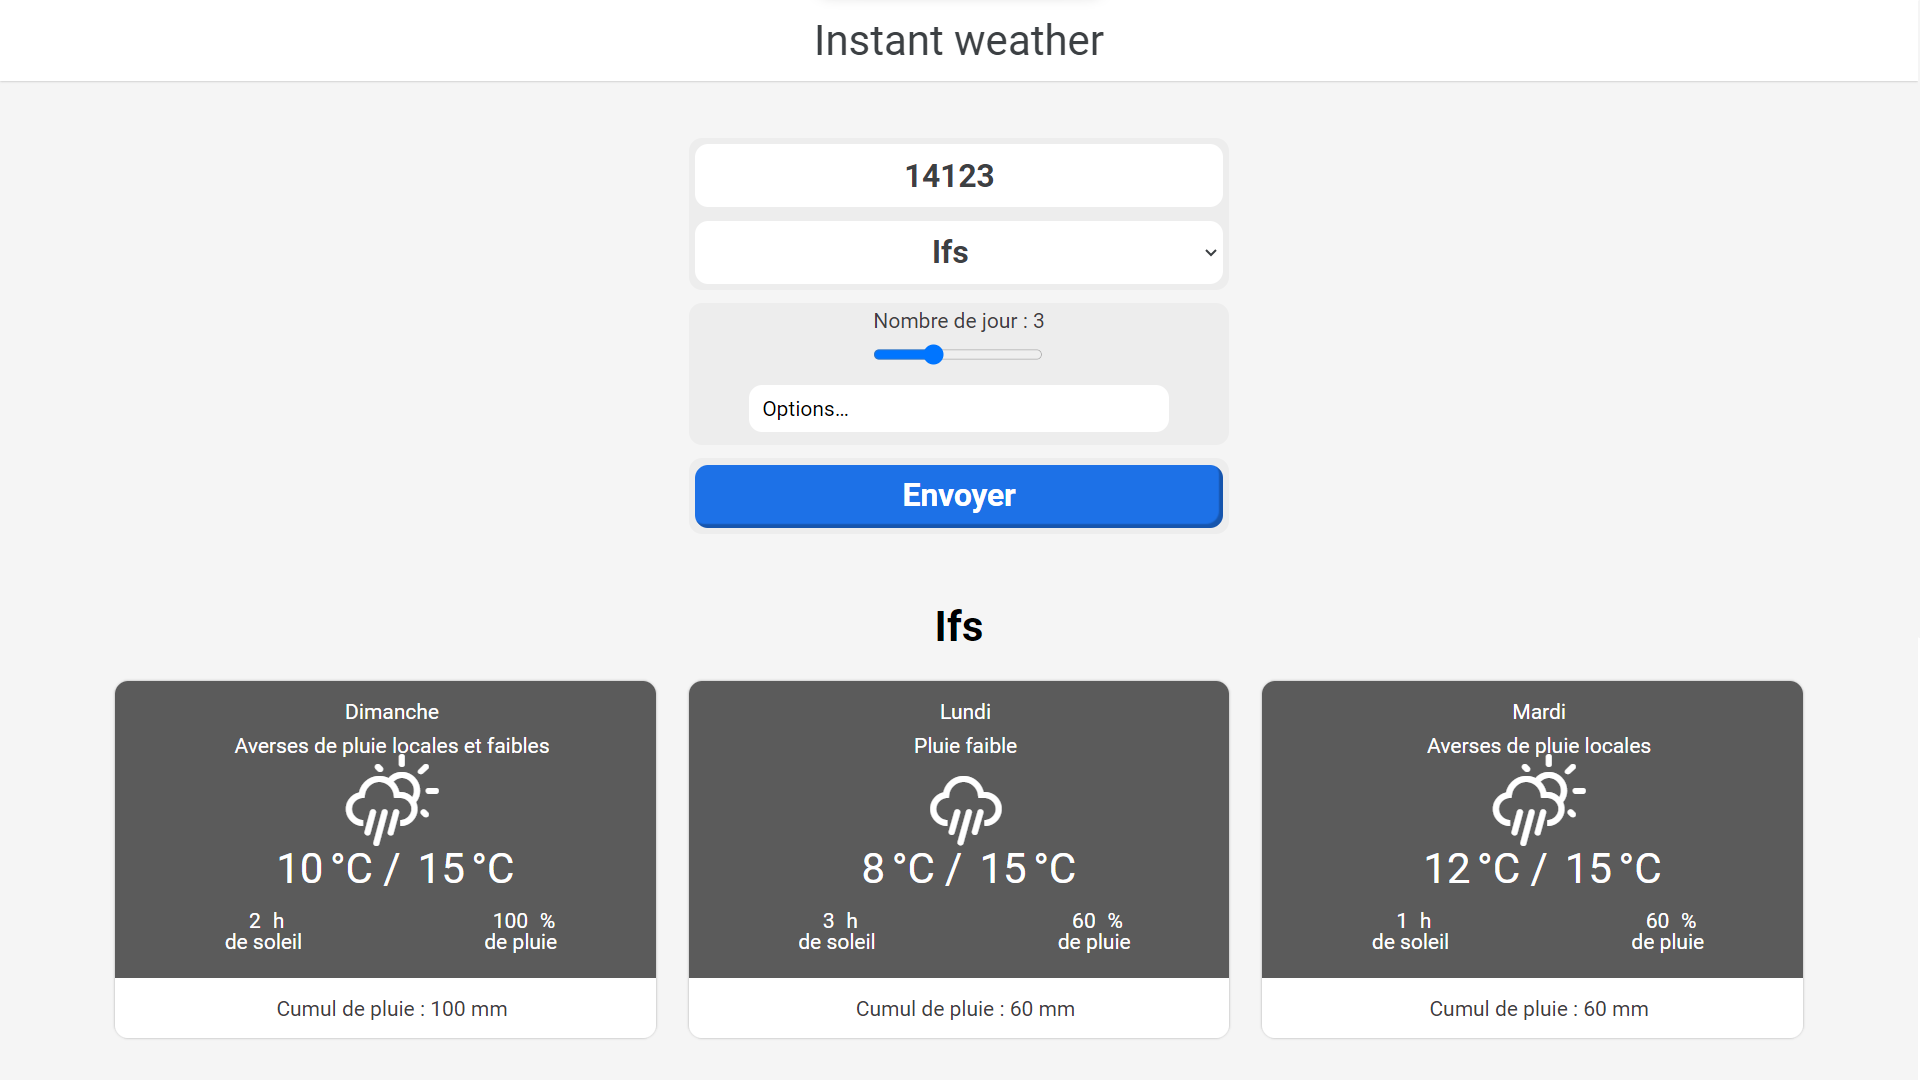 Instant weather
14123
Ifs
Nombre de jour : 3
Options...
Envoyer
Ifs
Dimanche
Averses de pluie locales et faibles
10 °C / 15 °C
2 h
de soleil
100 %
de pluie
Cumul de pluie : 100 mm
Lundi
Pluie faible
8 °C / 15 °C
3 h
de soleil
60 %
de pluie
Cumul de pluie : 60 mm
Mardi
Averses de pluie locales
12 °C / 15 °C
1 h
de soleil
60 %
de pluie
Cumul de pluie : 60 mm